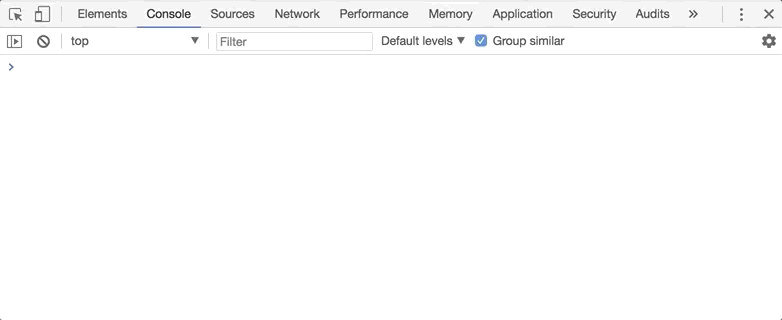 Elements Console Sources Network Performance Memory Application Security Audits »
top ▼ Filter Default levels ▼ Group similar